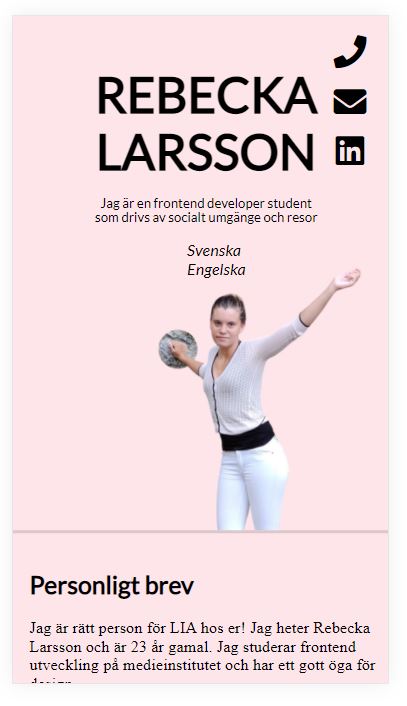 REBECKA
LARSSON
Jag är en frontend developer student
som drivs av socialt umgänge och resor
Svenska
Engelska
Personligt brev
Jag är rätt person för LIA hos er! Jag heter Rebecka
Larsson och är 23 år gamal. Jag studerar frontend
utveckling på medieinstitutet och har ett gott öga för
design